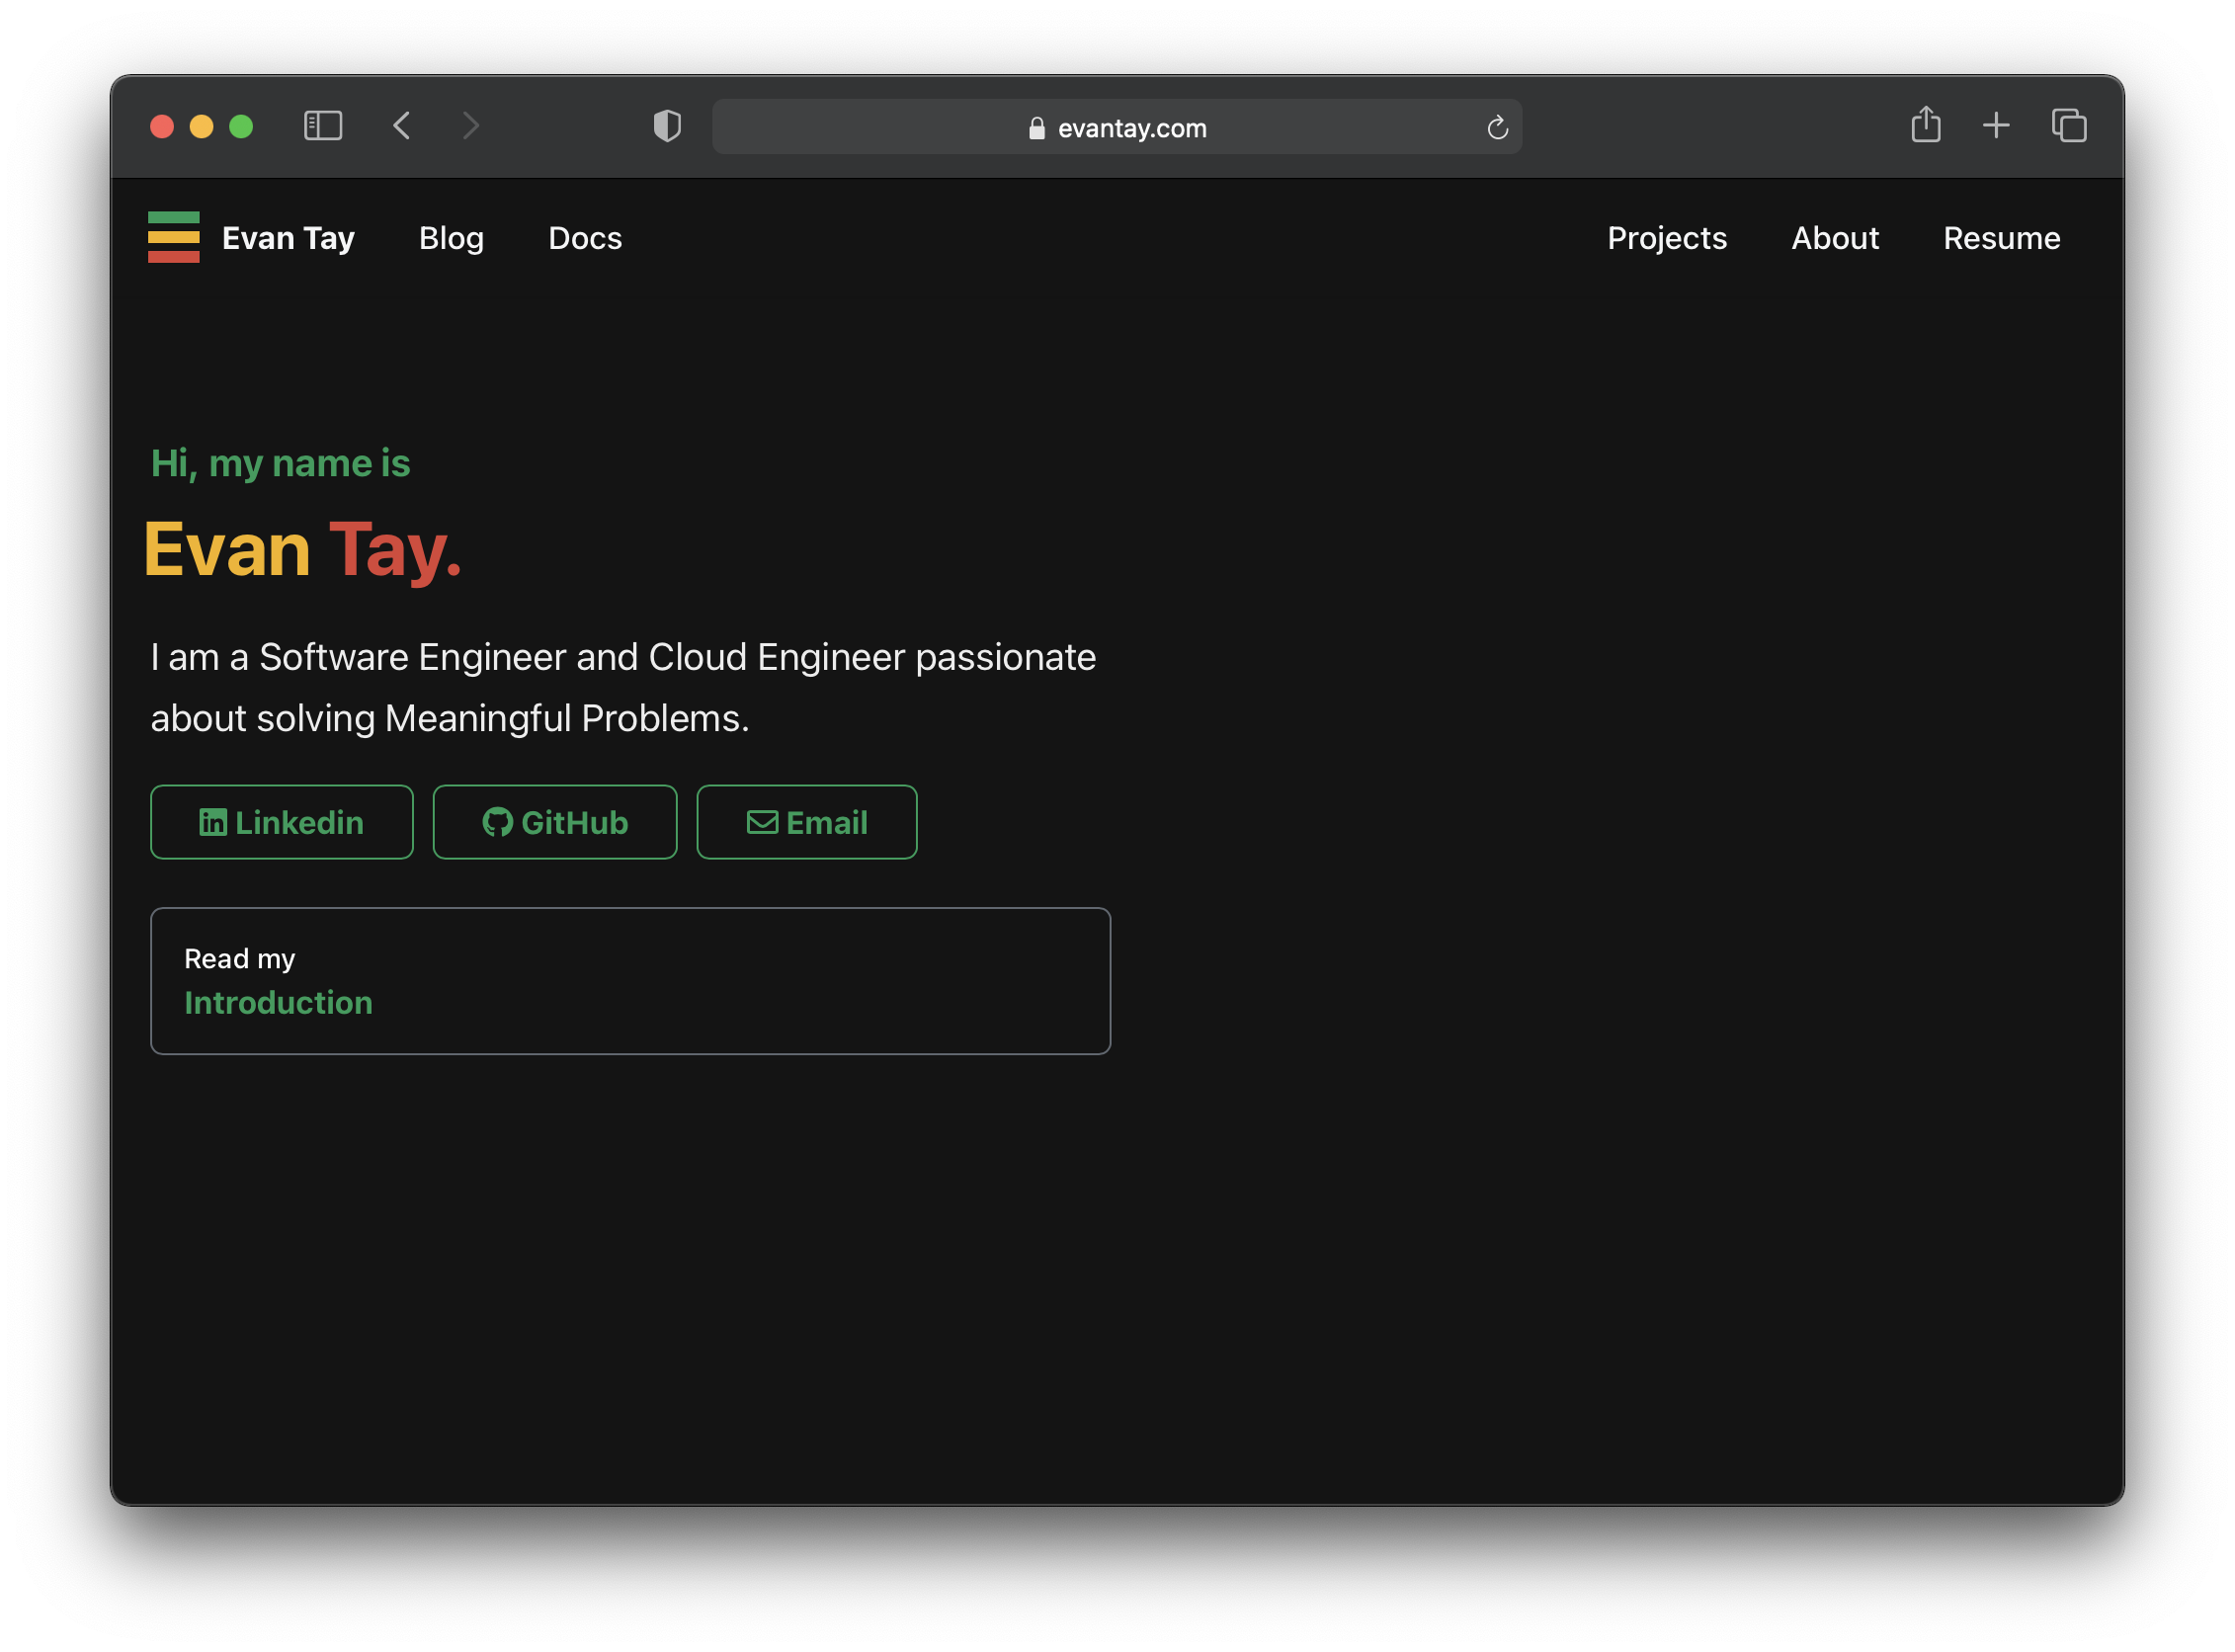 evantay.com
Evan Tay Blog Docs Projects About Resume
Hi, my name is
Evan Tay.
I am a Software Engineer and Cloud Engineer passionate
about solving Meaningful Problems.
Linkedin GitHub Email
Read my
Introduction